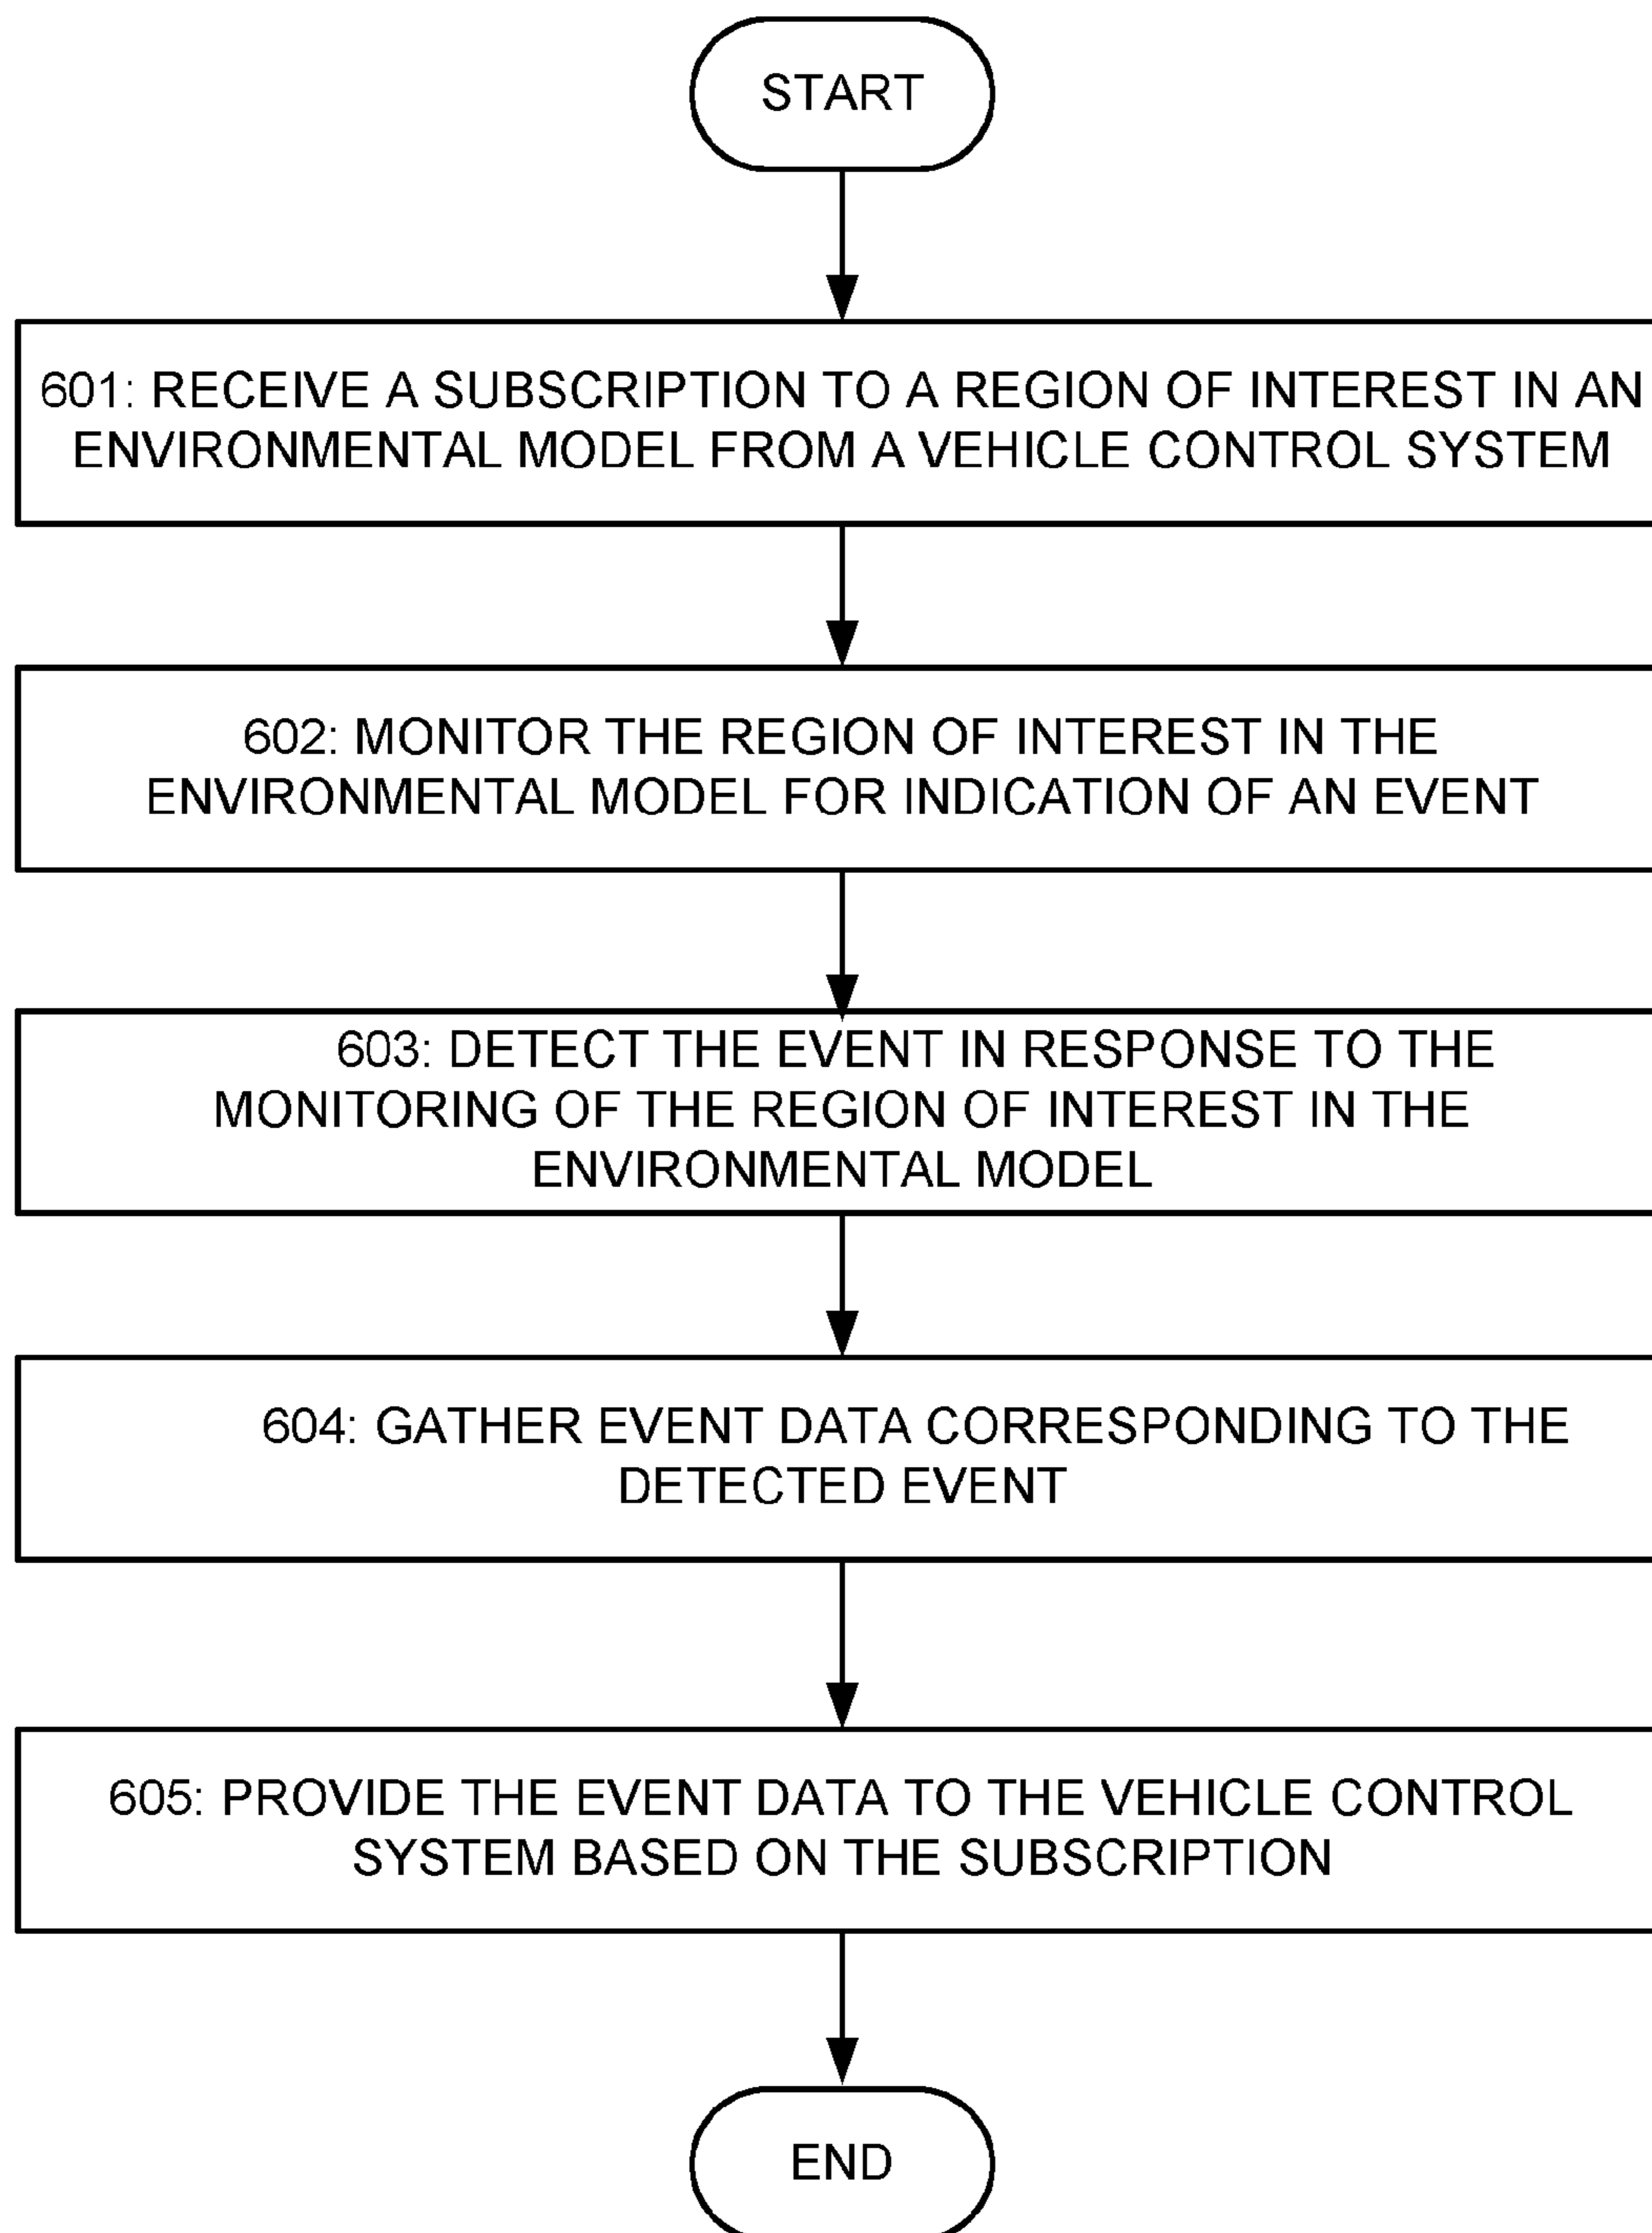 START
601: RECEIVE A SUBSCRIPTION TO A REGION OF INTEREST IN AN
ENVIRONMENTAL MODEL FROM A VEHICLE CONTROL SYSTEM
602: MONITOR THE REGION OF INTEREST IN THE
ENVIRONMENTAL MODEL FOR INDICATION OF AN EVENT
603: DETECT THE EVENT IN RESPONSE TO THE
MONITORING OF THE REGION OF INTEREST IN THE
ENVIRONMENTAL MODEL
604: GATHER EVENT DATA CORRESPONDING TO THE
DETECTED EVENT
605: PROVIDE THE EVENT DATA TO THE VEHICLE CONTROL
SYSTEM BASED ON THE SUBSCRIPTION
END